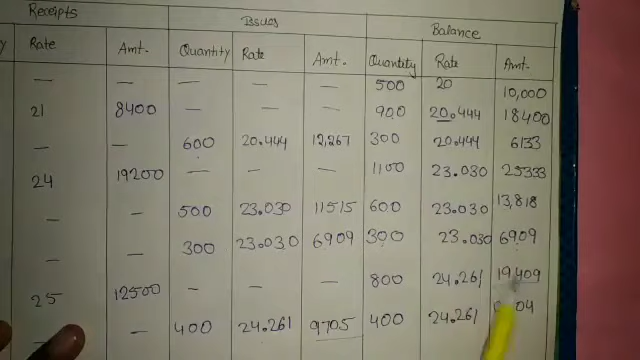 Receipts Issues Balance
Rate Amt. Quantity Rate Amt. Quantity Rate Amt.
— — — — — 500 20 10,000
21 8400 — — — 900 20.444 18400
— — 600 20.444 12,267 300 20.444 6133
24 19200 — — — 1100 23.030 25333
— — 500 23.030 11515 600 23.030 13,818
— — 300 23.030 6909 300 23.030 6909
25 12500 — — — 800 24.261 19,409
— 400 24.261 9705 400 24.261